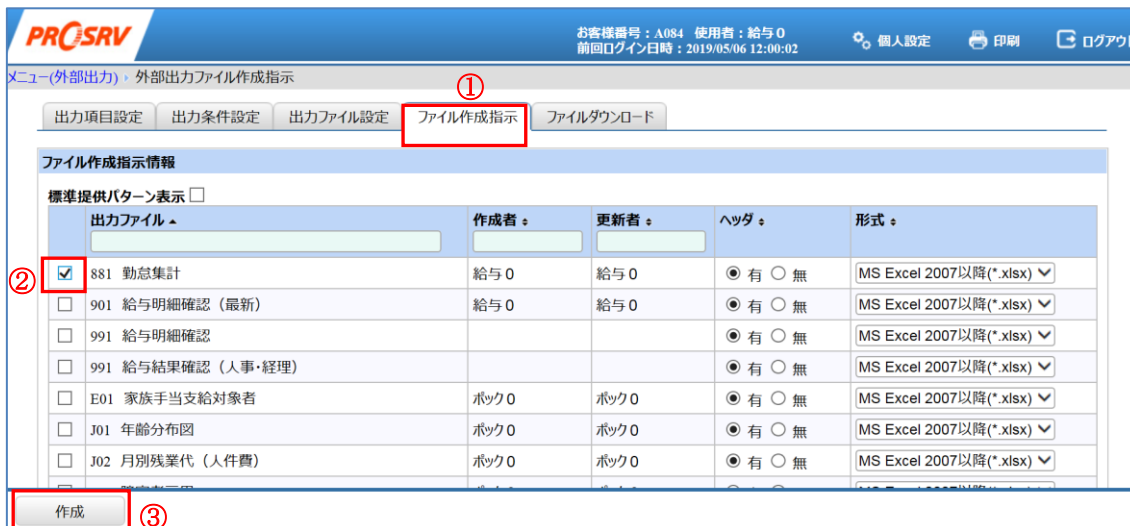 PROSRV
お客様番号：A084 使用者：給与０
前回ログイン日時：2019/05/06 12:00:02
個人設定
印刷
ログアウ
メニュー(外部出力) › 外部出力ファイル作成指示
①
出力項目設定 出力条件設定 出力ファイル設定 ファイル作成指示 ファイルダウンロード
ファイル作成指示情報
標準提供パターン表示
出力ファイル 作成者 更新者 ヘッダ 形式
② 881 勤怠集計 給与０ 給与０ 有 無 MS Excel 2007以降(*.xlsx)
901 給与明細確認（最新） 給与０ 給与０ 有 無 MS Excel 2007以降(*.xlsx)
991 給与明細確認 有 無 MS Excel 2007以降(*.xlsx)
991 給与結果確認（人事・経理） 有 無 MS Excel 2007以降(*.xlsx)
E01 家族手当支給対象者 ポック０ ポック０ 有 無 MS Excel 2007以降(*.xlsx)
J01 年齢分布図 ポック０ ポック０ 有 無 MS Excel 2007以降(*.xlsx)
J02 月別残業代（人件費） ポック０ ポック０ 有 無 MS Excel 2007以降(*.xlsx)
作成 ③